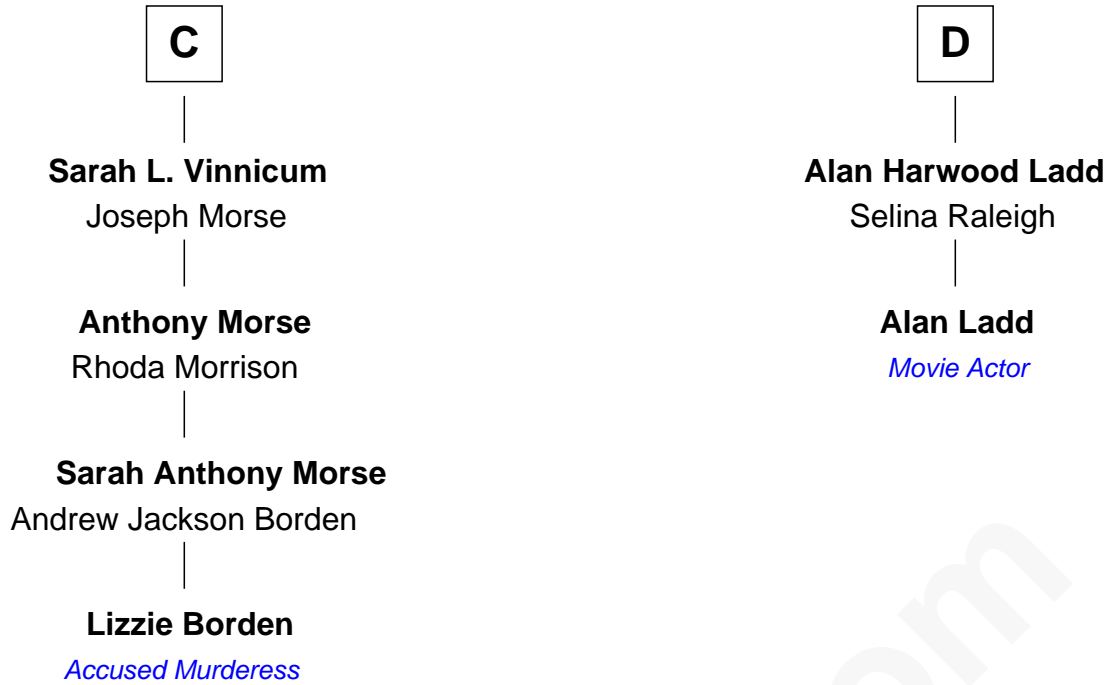 C
Sarah L. Vinnicum
Joseph Morse
Anthony Morse
Rhoda Morrison
Sarah Anthony Morse
Andrew Jackson Borden
Lizzie Borden
Accused Murderess
D
Alan Harwood Ladd
Selina Raleigh
Alan Ladd
Movie Actor
om